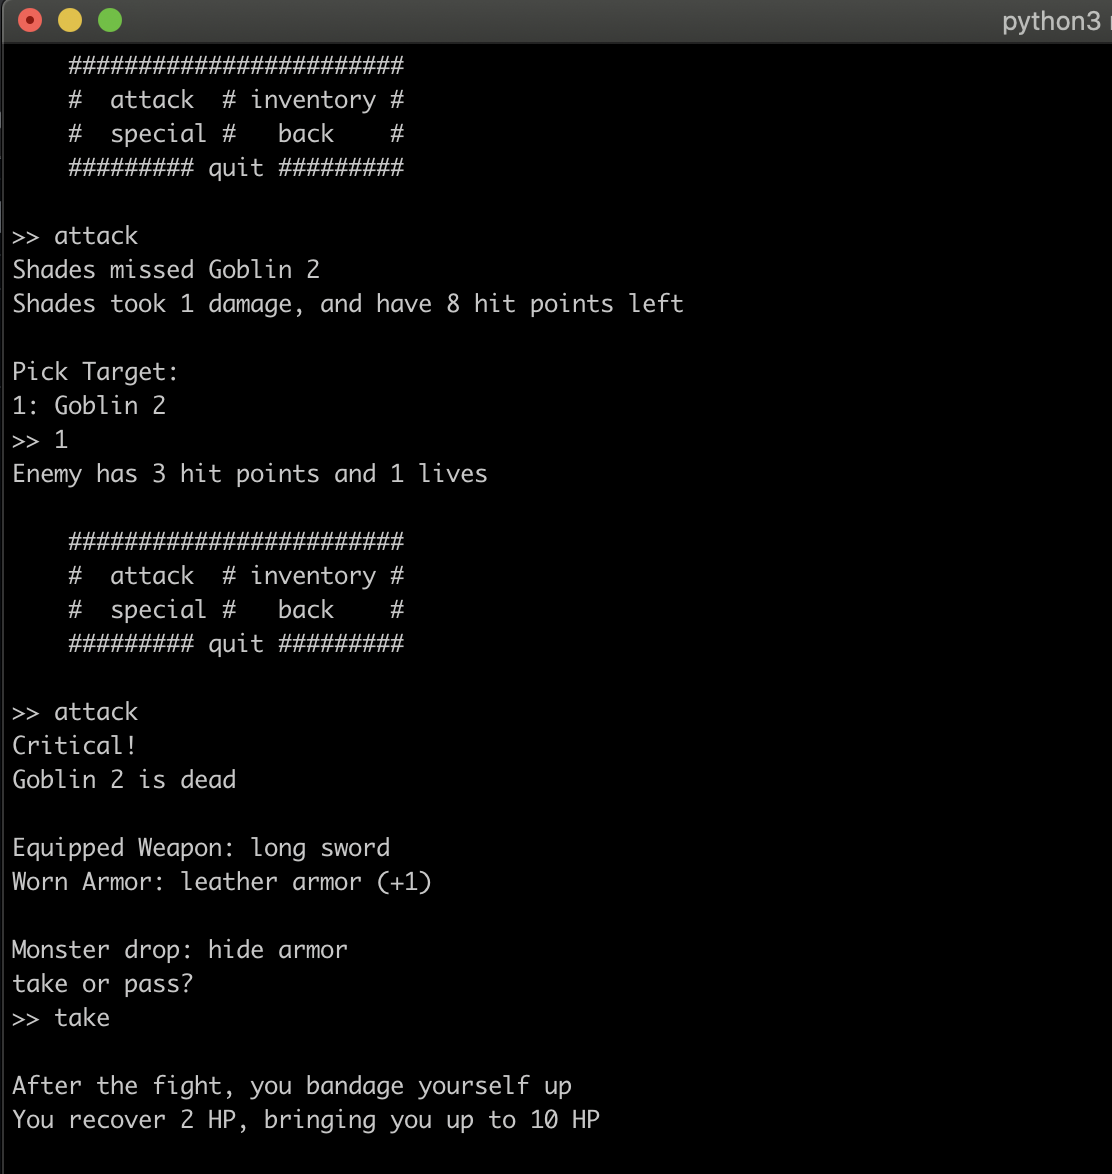 python3
########################
#  attack  # inventory #
#  special #   back    #
######### quit #########
>> attack
Shades missed Goblin 2
Shades took 1 damage, and have 8 hit points left
Pick Target:
1: Goblin 2
>> 1
Enemy has 3 hit points and 1 lives
########################
#  attack  # inventory #
#  special #   back    #
######### quit #########
>> attack
Critical!
Goblin 2 is dead
Equipped Weapon: long sword
Worn Armor: leather armor (+1)
Monster drop: hide armor
take or pass?
>> take
After the fight, you bandage yourself up
You recover 2 HP, bringing you up to 10 HP